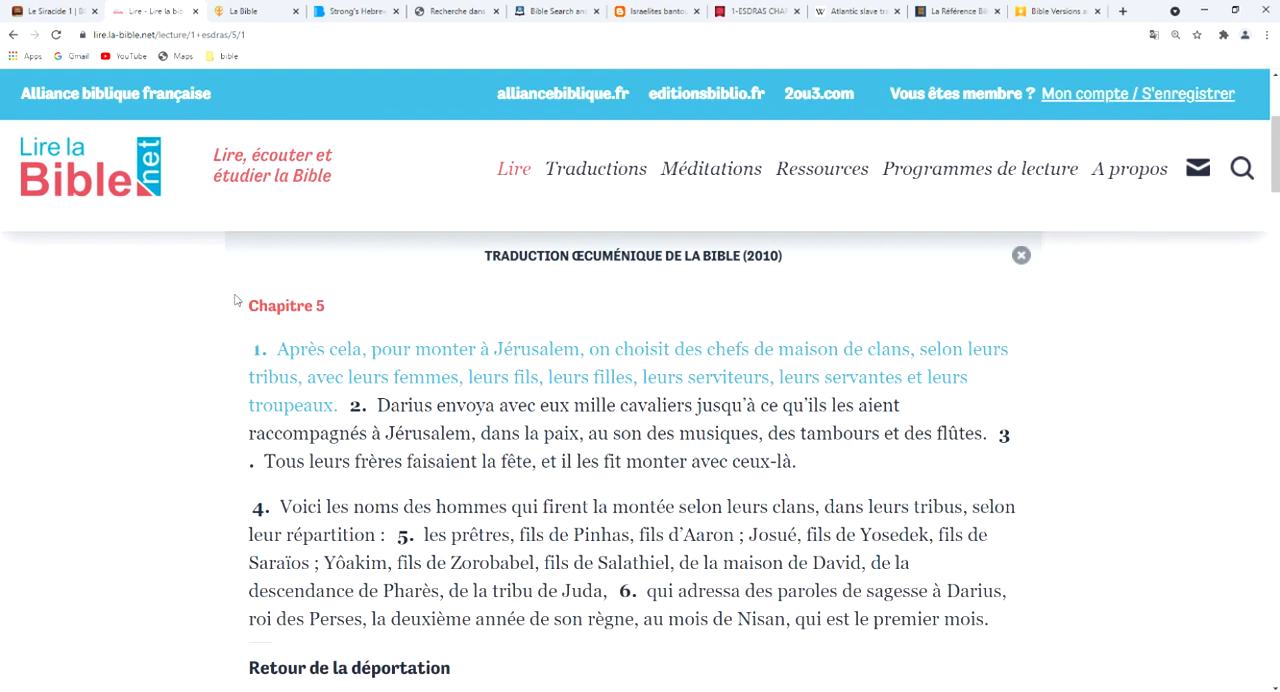 Le Siracide 1 | B
Lire - Lire la bib
La Bible
Strong's Hebre
Recherche dans
Bible Search and
Israelites bantou
1-ESDRAS CHA
Atlantic slave tra
La Référence Bi
Bible Versions a
lire.la-bible.net/lecture/1+esdras/5/1
Apps Gmail YouTube Maps bible
Alliance biblique française alliancebiblique.fr editionsbiblio.fr 2ou3.com Vous êtes membre ? Mon compte / S'enregistrer
Lire la
Bible.net
Lire, écouter et
étudier la Bible
Lire Traductions Méditations Ressources Programmes de lecture A propos
TRADUCTION ŒCUMÉNIQUE DE LA BIBLE (2010)
Chapitre 5
1. Après cela, pour monter à Jérusalem, on choisit des chefs de maison de clans, selon leurs
tribus, avec leurs femmes, leurs fils, leurs filles, leurs serviteurs, leurs servantes et leurs
troupeaux. 2. Darius envoya avec eux mille cavaliers jusqu'à ce qu'ils les aient
raccompagnés à Jérusalem, dans la paix, au son des musiques, des tambours et des flûtes. 3
. Tous leurs frères faisaient la fête, et il les fit monter avec ceux-là.
4. Voici les noms des hommes qui firent la montée selon leurs clans, dans leurs tribus, selon
leur répartition : 5. les prêtres, fils de Pinhas, fils d'Aaron ; Josué, fils de Yosedek, fils de
Saraïos ; Yôakim, fils de Zorobabel, fils de Salathiel, de la maison de David, de la
descendance de Pharès, de la tribu de Juda, 6. qui adressa des paroles de sagesse à Darius,
roi des Perses, la deuxième année de son règne, au mois de Nisan, qui est le premier mois.
Retour de la déportation